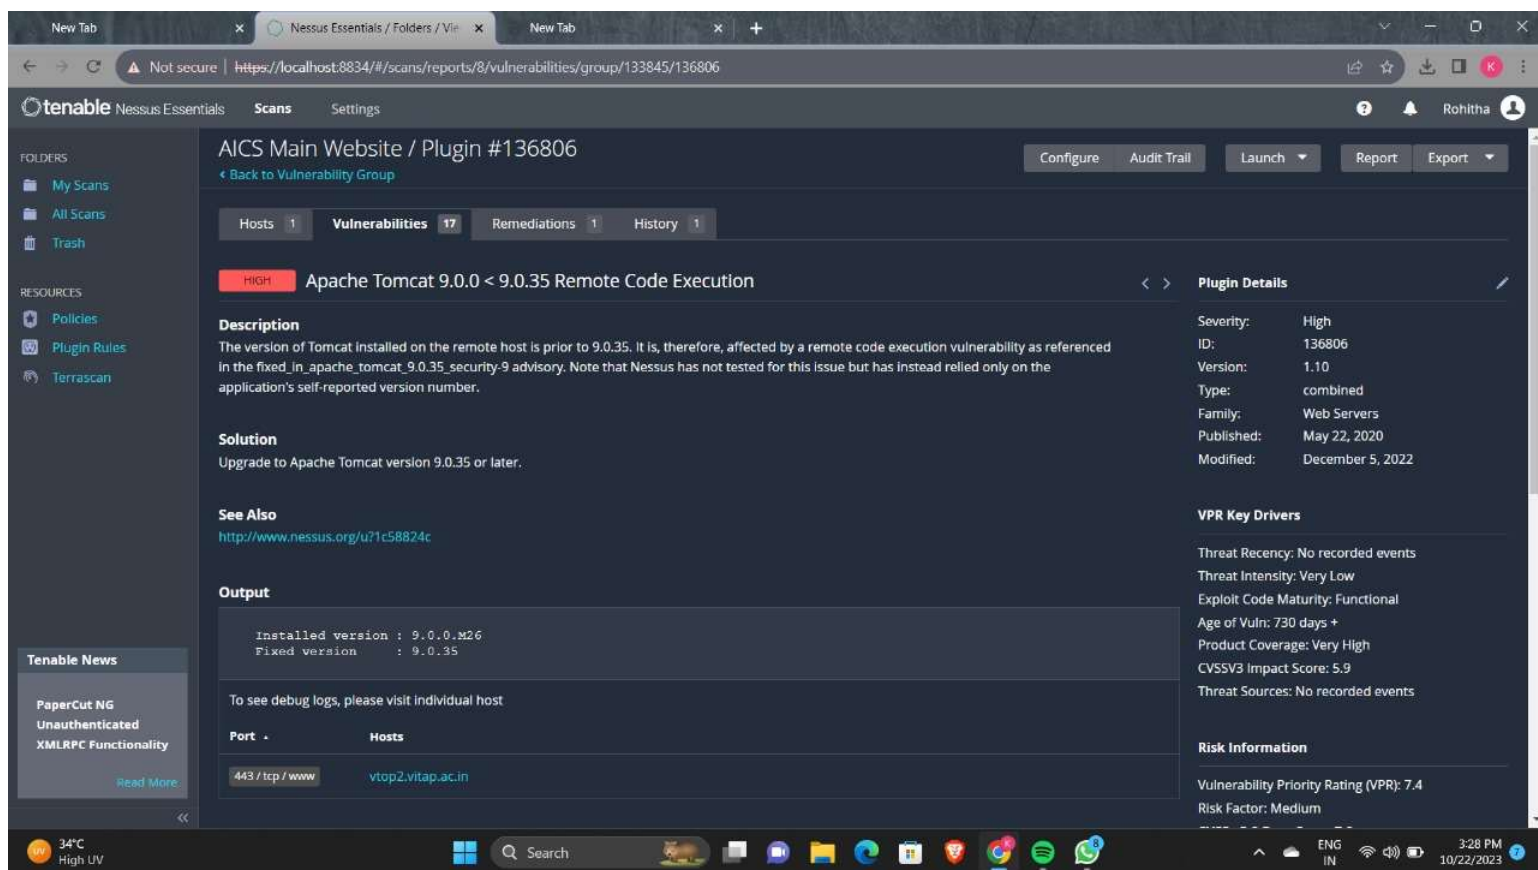 New Tab
Nessus Essentials / Folders / Vie
New Tab
Not secure | https://localhost:8834/#/scans/reports/8/vulnerabilities/group/133845/136806
K
tenable Nessus Essentials
Scans
Settings
Rohitha
FOLDERS
My Scans
All Scans
Trash
RESOURCES
Policies
Plugin Rules
Terrascan
Tenable News
PaperCut NG
Unauthenticated
XMLRPC Functionality
Read More
AICS Main Website / Plugin #136806
Back to Vulnerability Group
Configure
Audit Trail
Launch
Report
Export
Hosts 1
Vulnerabilities 17
Remediations 1
History 1
HIGH Apache Tomcat 9.0.0 < 9.0.35 Remote Code Execution
Description
The version of Tomcat installed on the remote host is prior to 9.0.35. It is, therefore, affected by a remote code execution vulnerability as referenced
in the fixed_in_apache_tomcat_9.0.35_security-9 advisory. Note that Nessus has not tested for this issue but has instead relied only on the
application's self-reported version number.
Solution
Upgrade to Apache Tomcat version 9.0.35 or later.
See Also
http://www.nessus.org/u?1c58824c
Output
Installed version : 9.0.0.M26
Fixed version : 9.0.35
To see debug logs, please visit individual host
Port Hosts
443 / tcp / www vtop2.vitap.ac.in
Plugin Details
Severity: High
ID: 136806
Version: 1.10
Type: combined
Family: Web Servers
Published: May 22, 2020
Modified: December 5, 2022
VPR Key Drivers
Threat Recency: No recorded events
Threat Intensity: Very Low
Exploit Code Maturity: Functional
Age of Vuln: 730 days +
Product Coverage: Very High
CVSSV3 Impact Score: 5.9
Threat Sources: No recorded events
Risk Information
Vulnerability Priority Rating (VPR): 7.4
Risk Factor: Medium
34°C
High UV
Search
8
ENG
IN
3:28 PM
10/22/2023
7